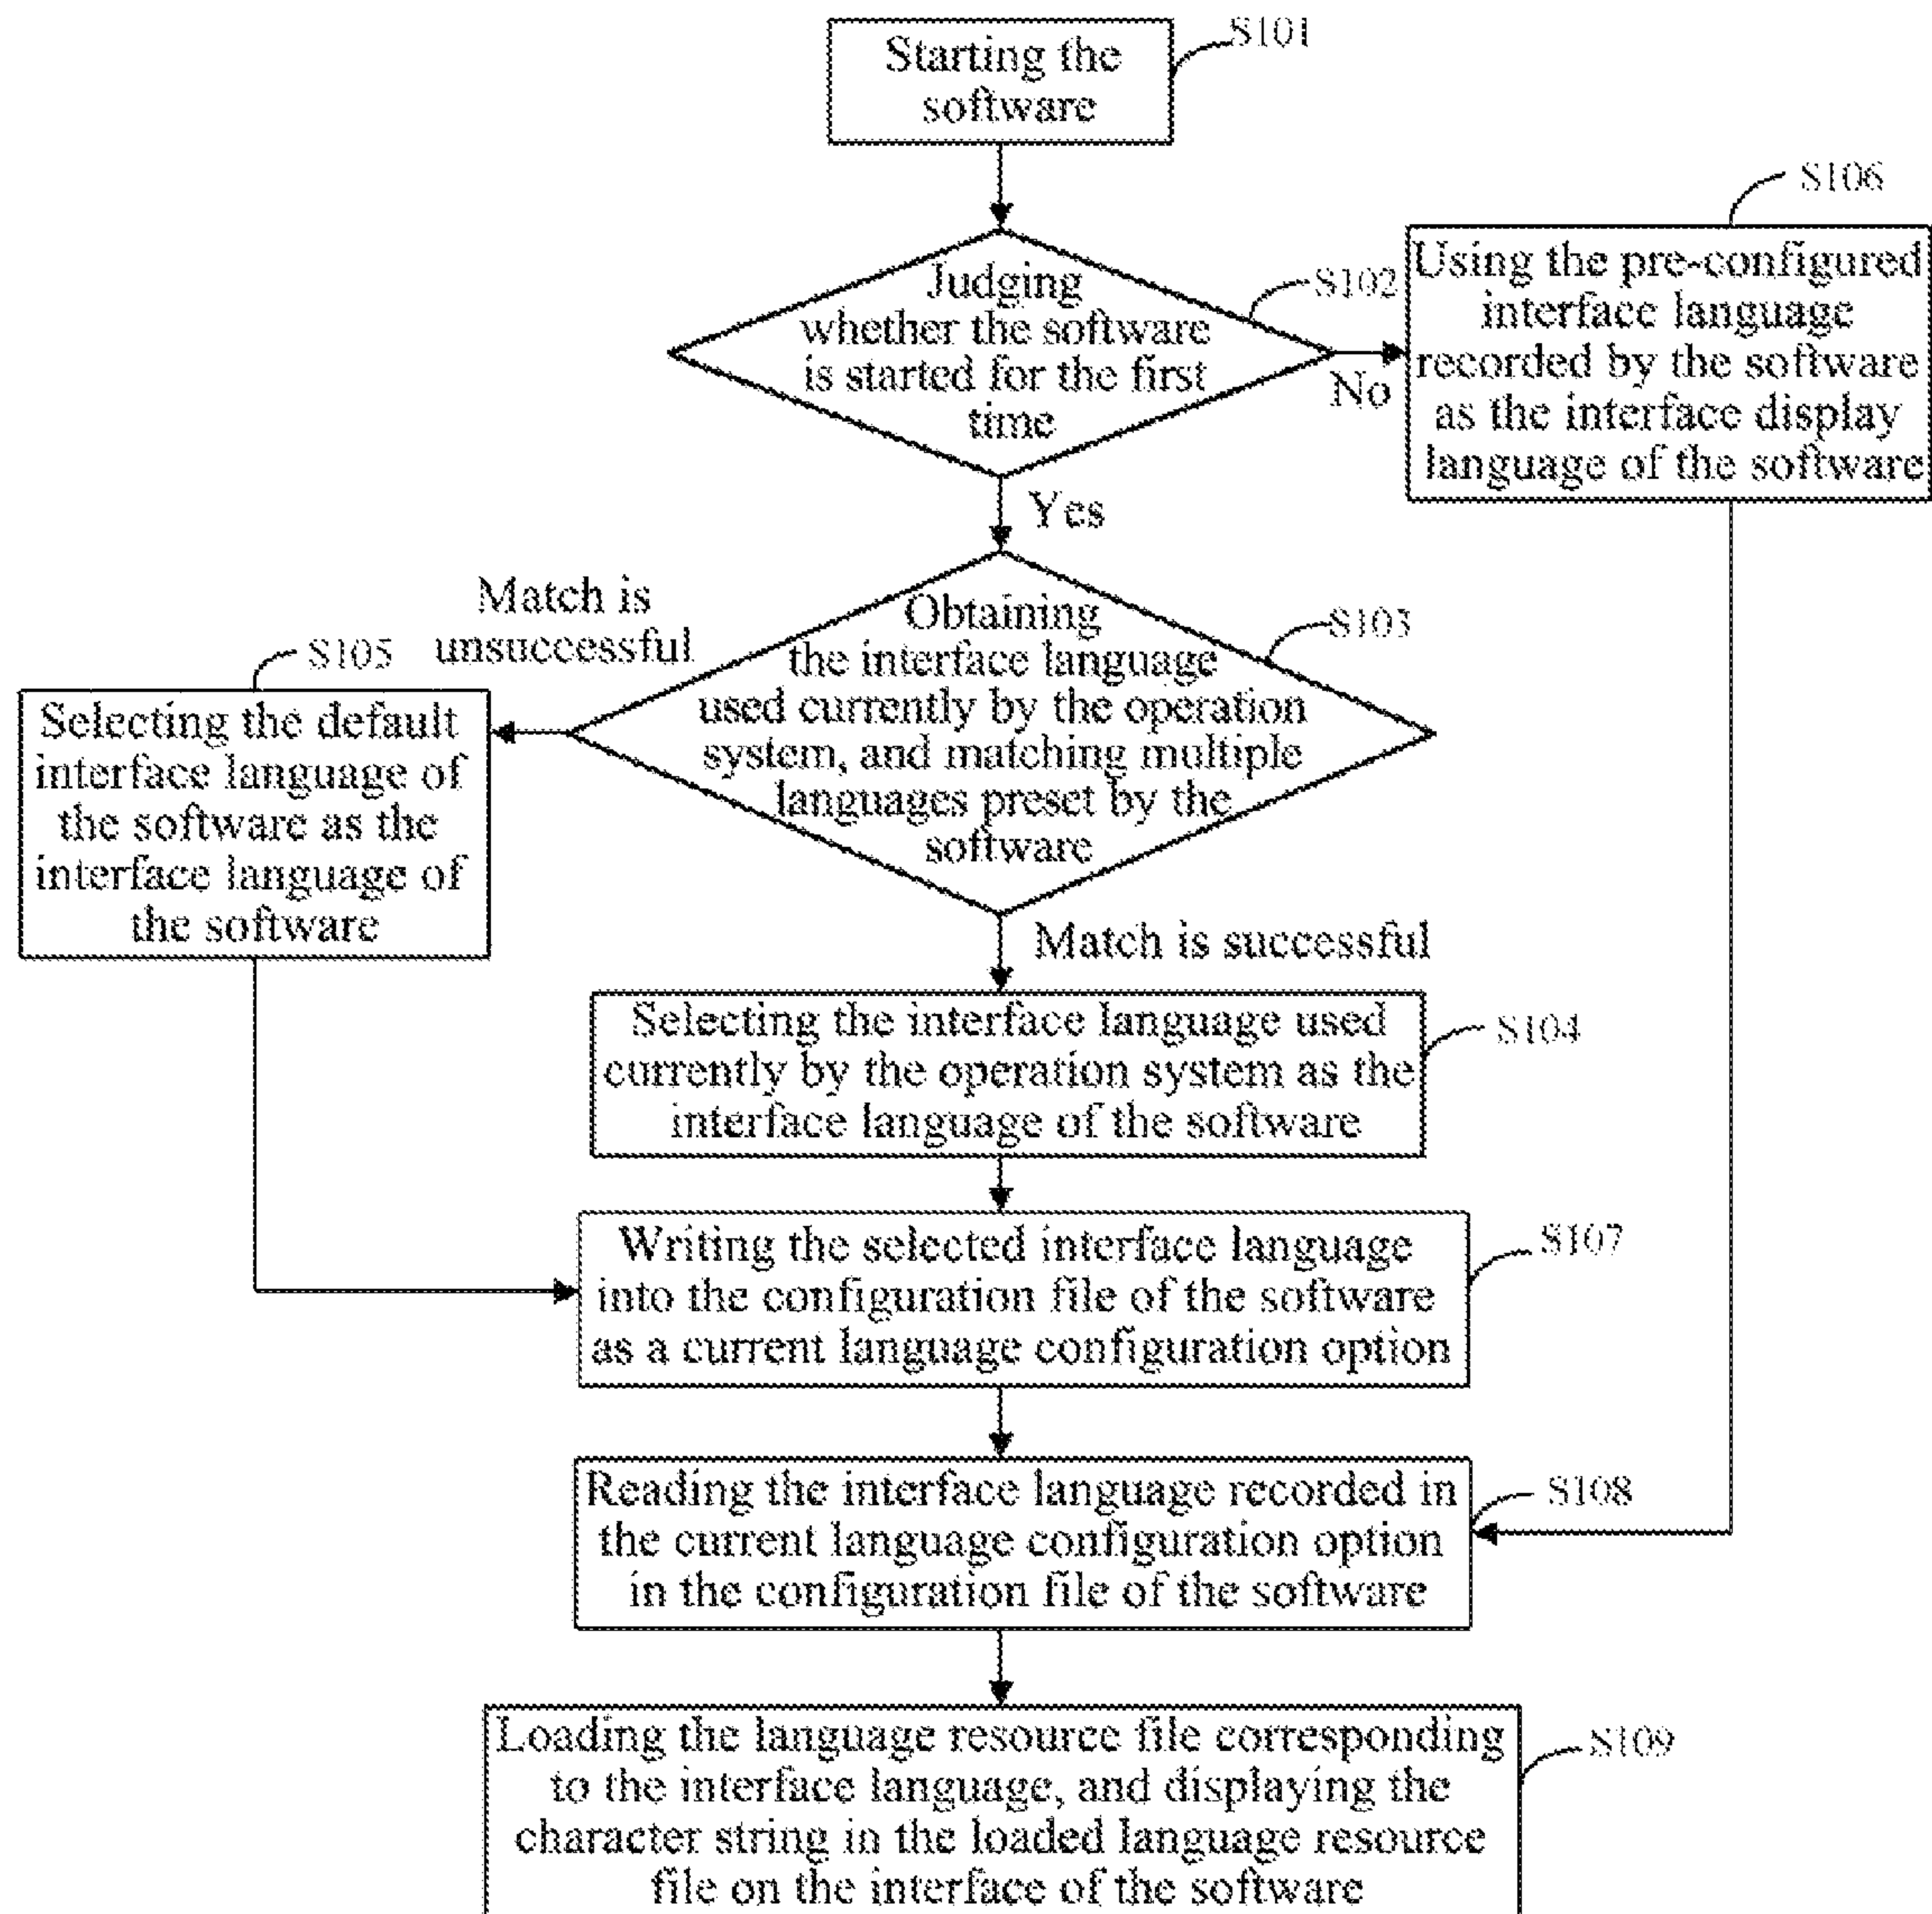 Starting the
software
S101
Judging
whether the software
is started for the first
time
S102
No
Yes
S106
Using the pre-configured
interface language
recorded by the software
as the interface display
language of the software
Match is
unsuccessful
S105
Selecting the default
interface language of
the software as the
interface language of
the software
Obtaining
the interface language
used currently by the operation
system, and matching multiple
languages preset by the
software
S103
Match is successful
Selecting the interface language used
currently by the operation system as the
interface language of the software
S104
Writing the selected interface language
into the configuration file of the software
as a current language configuration option
S107
Reading the interface language recorded in
the current language configuration option
in the configuration file of the software
S108
Loading the language resource file corresponding
to the interface language, and displaying the
character string in the loaded language resource
file on the interface of the software
S109